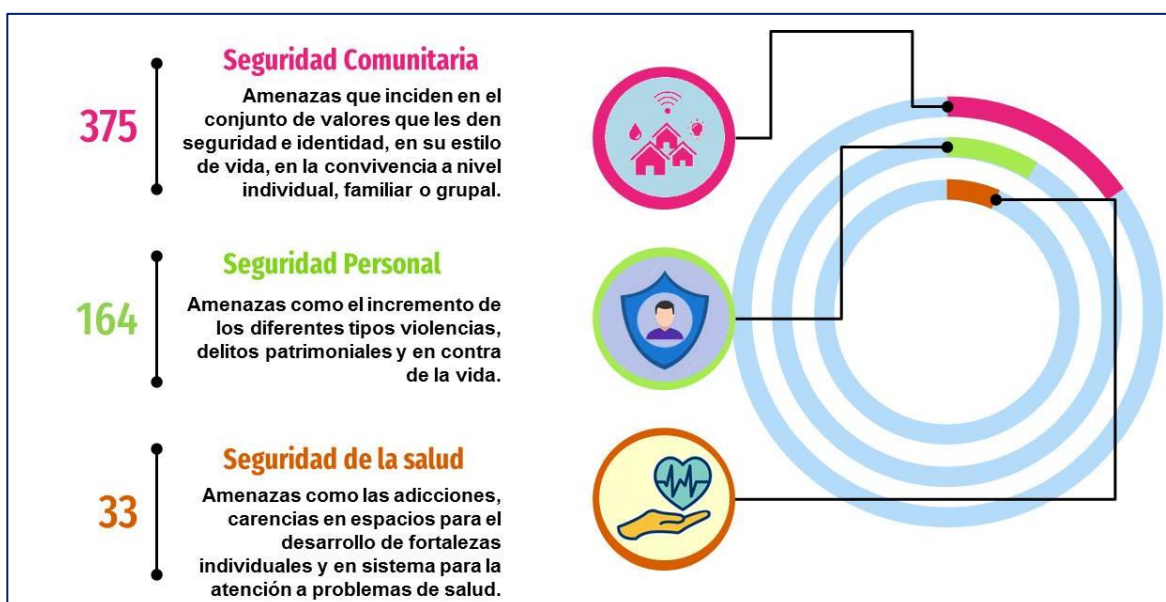 Seguridad Comunitaria
375
Amenazas que inciden en el
conjunto de valores que les den
seguridad e identidad, en su estilo
de vida, en la convivencia a nivel
individual, familiar o grupal.
Seguridad Personal
164
Amenazas como el incremento de
los diferentes tipos violencias,
delitos patrimoniales y en contra
de la vida.
Seguridad de la salud
33
Amenazas como las adicciones,
carencias en espacios para el
desarrollo de fortalezas
individuales y en sistema para la
atención a problemas de salud.